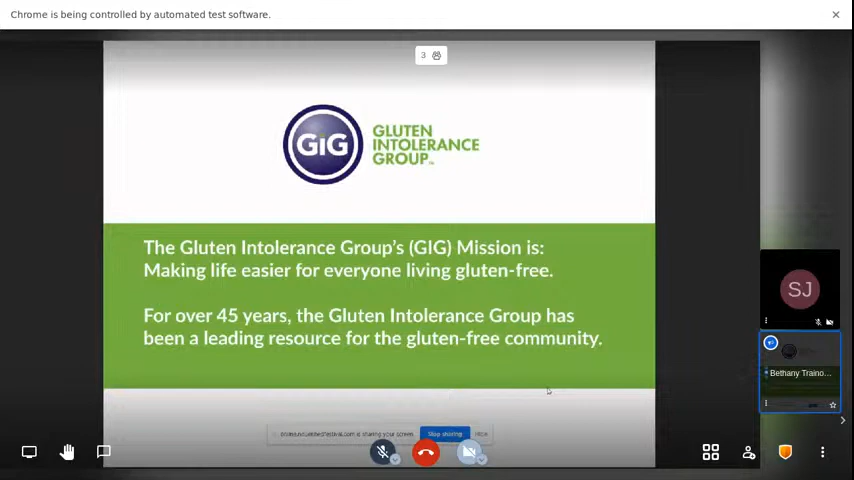 Chrome is being controlled by automated test software.
3
GiG
GLUTEN
INTOLERANCE
GROUP™
The Gluten Intolerance Group's (GIG) Mission is:
Making life easier for everyone living gluten-free.
For over 45 years, the Gluten Intolerance Group has
been a leading resource for the gluten-free community.
SJ
Bethany Traino...
is sharing your screen
Stop sharing
Hide